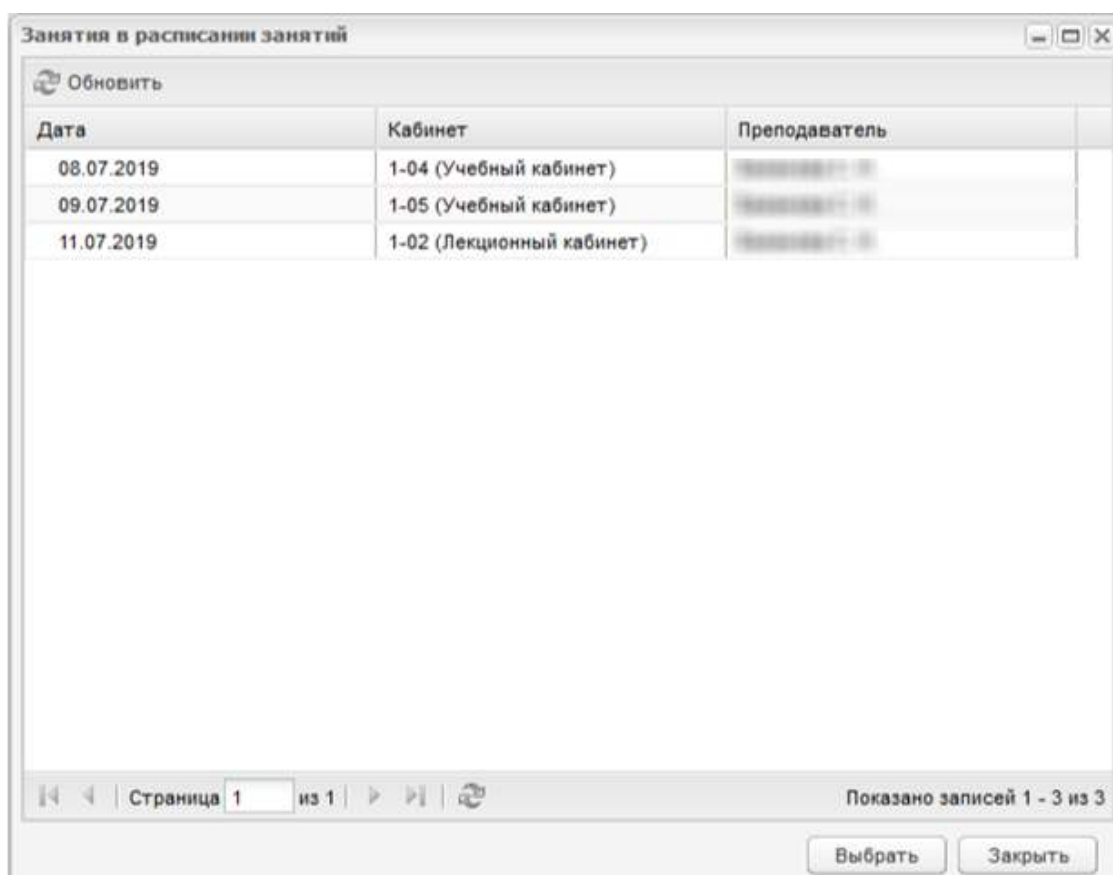 Занятия в расписании занятий
Обновить
Дата Кабинет Преподаватель
08.07.2019 1-04 (Учебный кабинет)
09.07.2019 1-05 (Учебный кабинет)
11.07.2019 1-02 (Лекционный кабинет)
Страница 1 из 1 Показано записей 1 - 3 из 3
Выбрать Закрыть